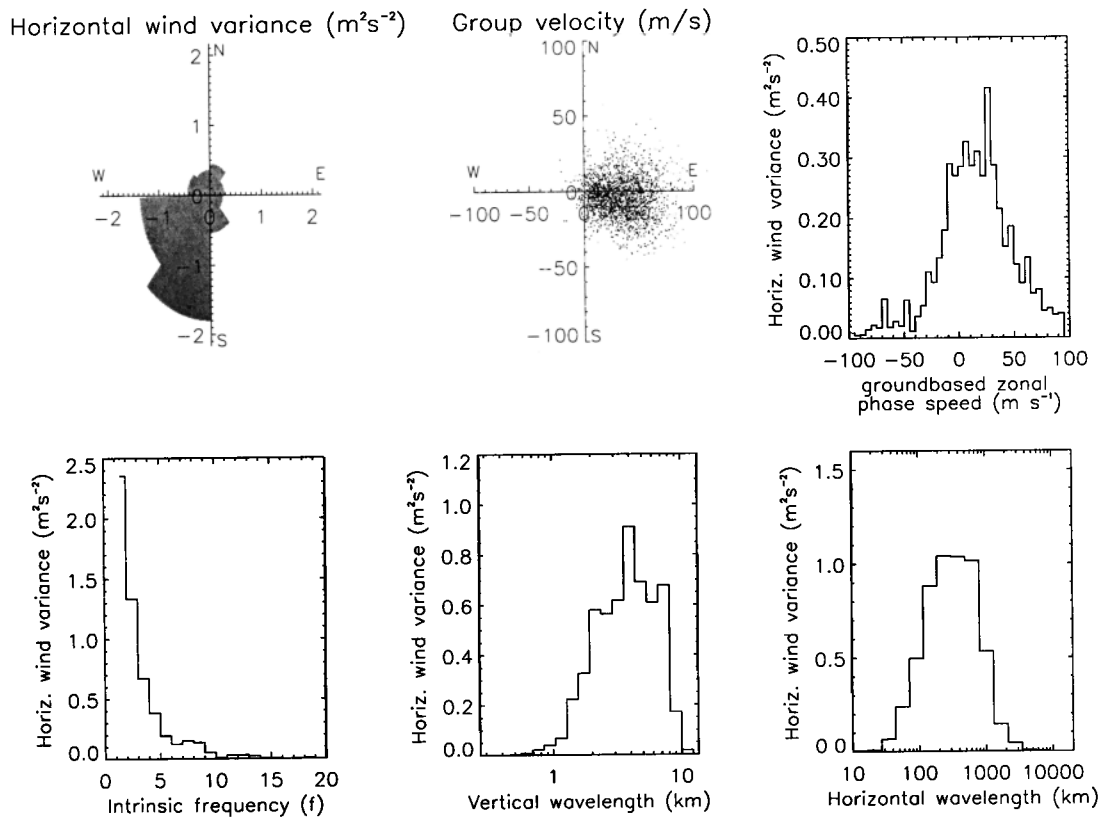 Horizontal wind variance (m²s⁻²)
N
2
1
W
E
−2 −1 0 1 2
0
−1
−2
S
Group velocity (m/s)
100
N
50
W
E
0
−100 −50 0 50 100
−50
−100
S
Horiz. wind variance (m²s⁻²)
0.50
0.40
0.30
0.20
0.10
0.00
−100 −50 0 50 100
groundbased zonal
phase speed (m s⁻¹)
Horiz. wind variance (m²s⁻²)
2.5
2.0
1.5
1.0
0.5
0.0
0 5 10 15 20
Intrinsic frequency (f)
Horiz. wind variance (m²s⁻²)
1.2
1.0
0.8
0.6
0.4
0.2
0.0
1 10
Vertical wavelength (km)
Horiz. wind variance (m²s⁻²)
1.5
1.0
0.5
0.0
10 100 1000 10000
Horizontal wavelength (km)